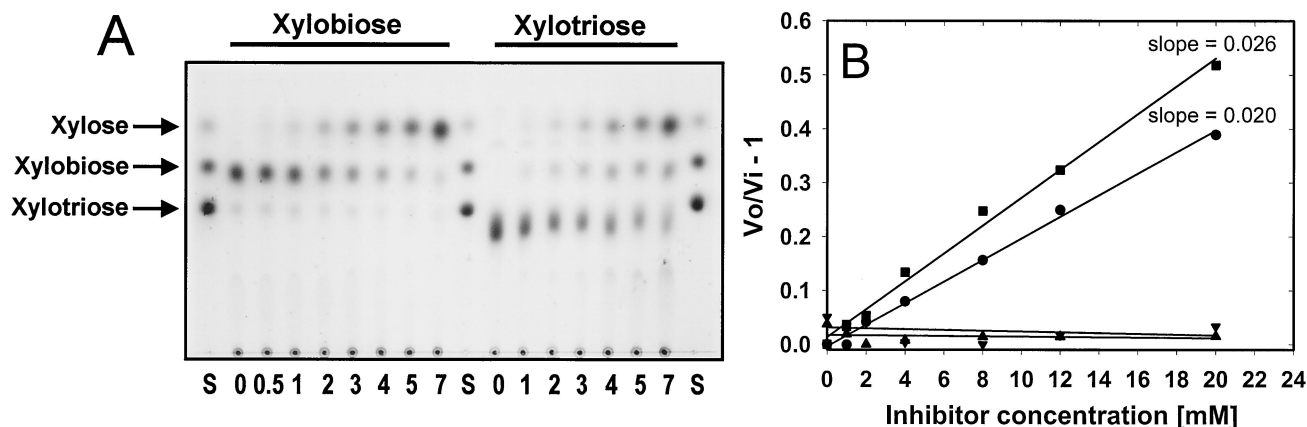 A
Xylobiose
Xylotriose
Xylose
Xylobiose
Xylotriose
S 0 0.5 1 2 3 4 5 7 S 0 1 2 3 4 5 7 S
B
slope = 0.026
slope = 0.020
Vo/Vi - 1
0.6
0.5
0.4
0.3
0.2
0.1
0.0
0 2 4 6 8 10 12 14 16 18 20 22 24
Inhibitor concentration [mM]